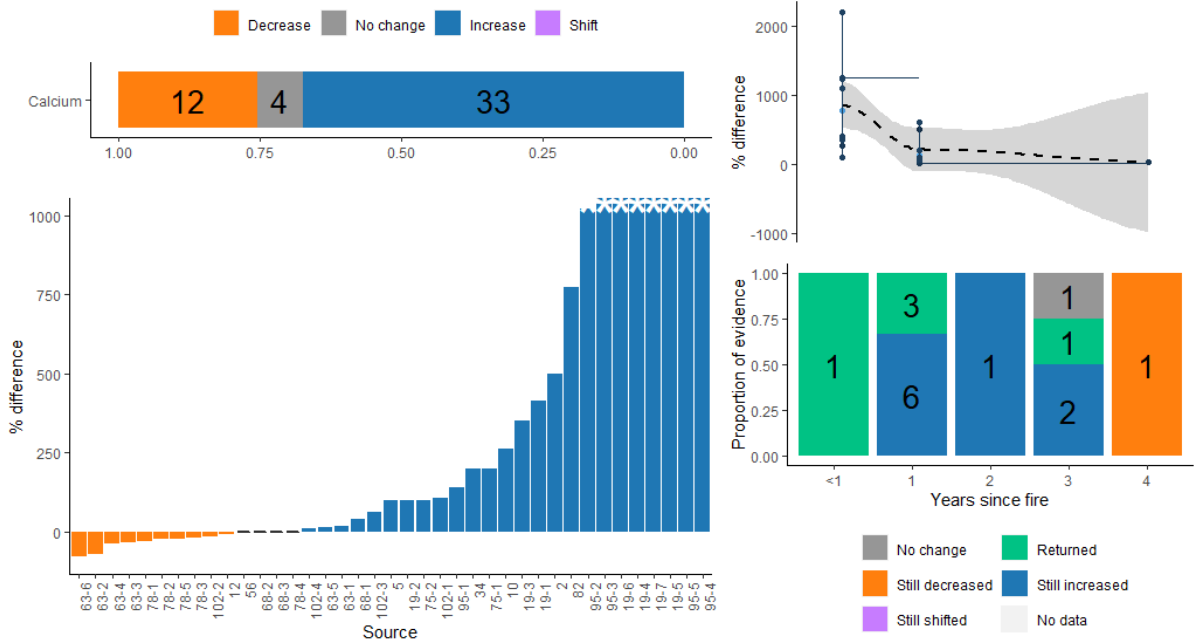 Decrease No change Increase Shift
Calcium
12 4 33
1.00 0.75 0.50 0.25 0.00
% difference
1000
750
500
250
0
63-6 63-2 63-4 63-3 78-1 78-2 78-5 78-3 102-2 12 56 68-2 68-3 78-4 102-4 63-5 63-1 68-1 102-3 5 19-2 75-2 102-1 95-1 34 75-1 10 19-3 19- 2 82 95-2 95-3 19-6 19-4 19-7 19-5 95-5 95-4
Source
% difference
2000
1000
0
-1000
Proportion of evidence
1.00
0.75
0.50
0.25
0.00
1
3
6
1
1
1
2
1
<1 1 2 3 4
Years since fire
No change Returned
Still decreased Still increased
Still shifted No data